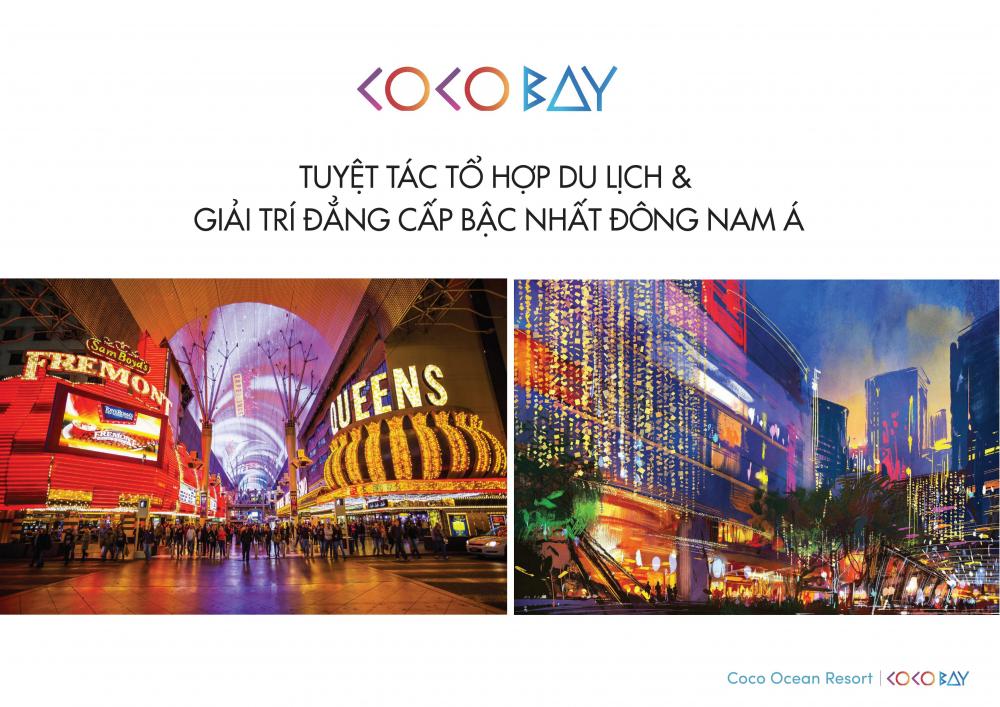 COCO BAY
TUYỆT TÁC TỔ HỢP DU LỊCH &
GIẢI TRÍ ĐẲNG CẤP BẬC NHẤT ĐÔNG NAM Á
Sam Boyd's
FREMONT
FREMONT
QUEENS
Coco Ocean Resort | COCO BAY